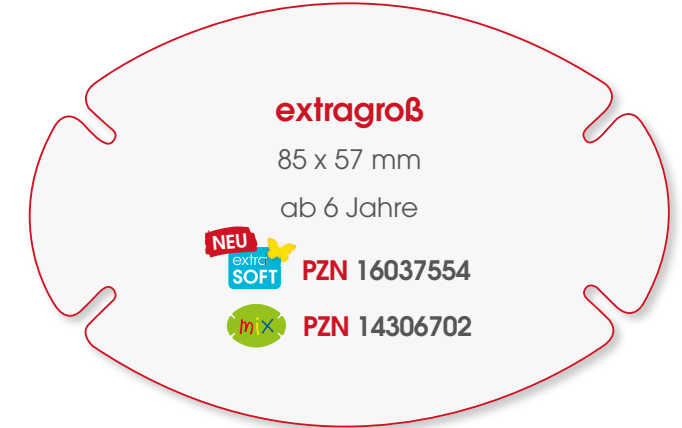 extragroß
85 x 57 mm
ab 6 Jahre
NEU
extra
SOFT PZN 16037554
mix PZN 14306702